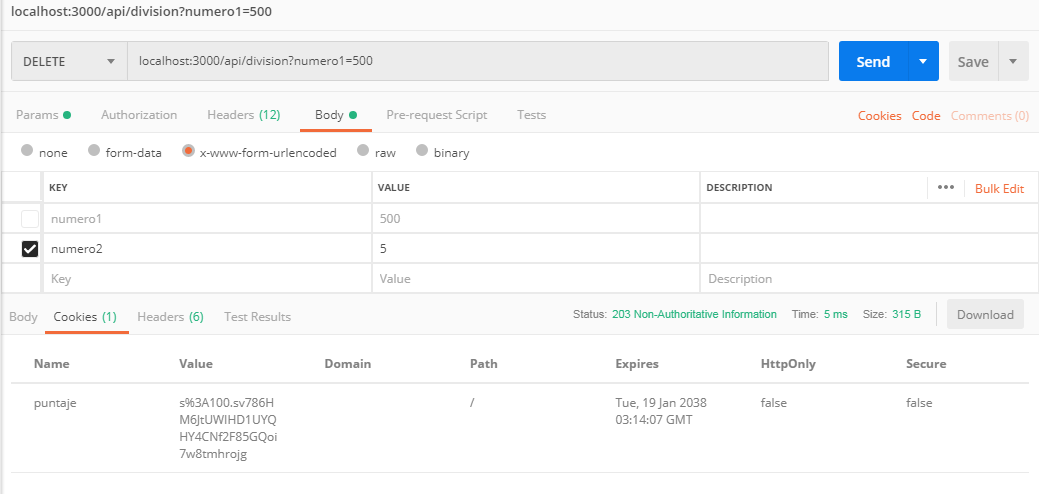 localhost:3000/api/division?numero1=500
DELETE localhost:3000/api/division?numero1=500 Send Save
Params Authorization Headers (12) Body Pre-request Script Tests Cookies Code Comments (0)
none form-data x-www-form-urlencoded raw binary
KEY VALUE DESCRIPTION ••• Bulk Edit
numero1 500
numero2 5
Key Value Description
Body Cookies (1) Headers (6) Test Results Status: 203 Non-Authoritative Information Time: 5 ms Size: 315 B Download
Name Value Domain Path Expires HttpOnly Secure
puntaje s%3A100.sv786H / Tue, 19 Jan 2038 false false
M6JtUWIHD1UYQ 03:14:07 GMT
HY4CNf2F85GQoi
7w8tmhrojg